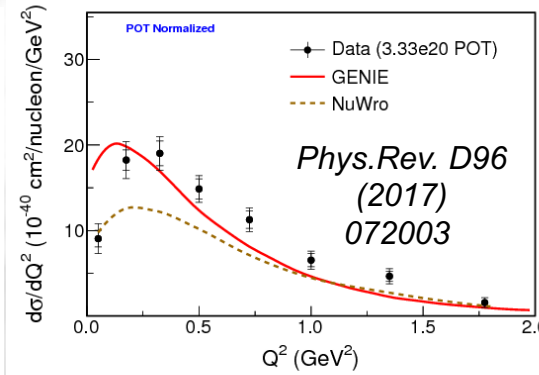 POT Normalized
Data (3.33e20 POT)
GENIE
NuWro
Phys.Rev. D96
(2017)
072003
dσ/dQ² (10⁻⁴⁰ cm²/nucleon/GeV²)
30
20
10
0.0 0.5 1.0 1.5 2.0
Q² (GeV²)